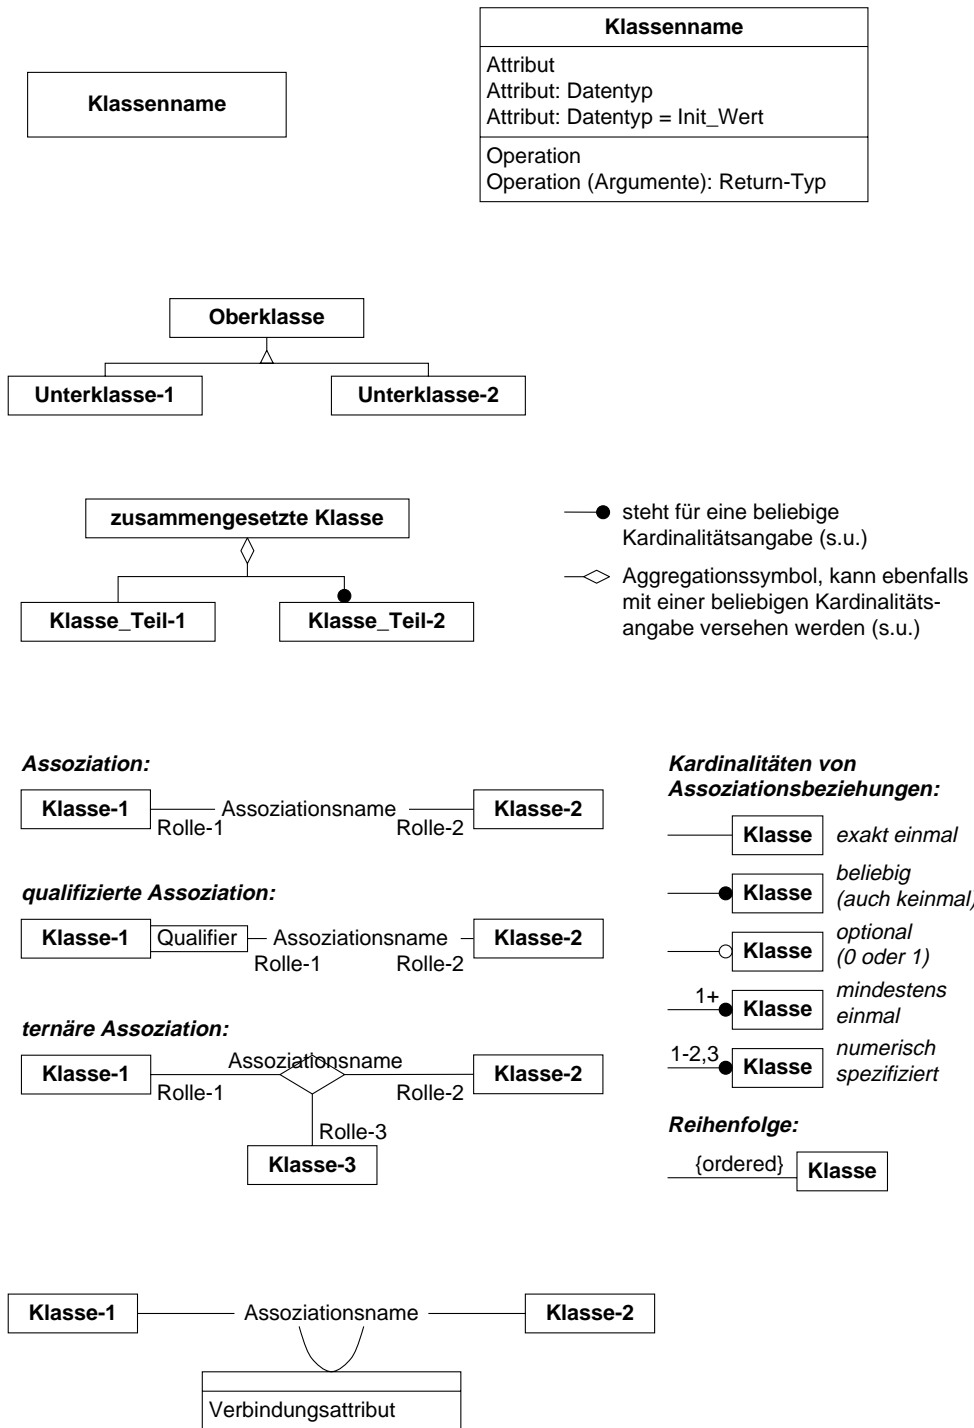 Klassenname
Klassenname
Attribut
Attribut: Datentyp
Attribut: Datentyp = Init_Wert
Operation
Operation (Argumente): Return-Typ
Oberklasse
Unterklasse-1
Unterklasse-2
zusammengesetzte Klasse
Klasse_Teil-1
Klasse_Teil-2
steht für eine beliebige
Kardinalitätsangabe (s.u.)
Aggregationssymbol, kann ebenfalls
mit einer beliebigen Kardinalitäts-
angabe versehen werden (s.u.)
Assoziation:
Klasse-1
Assoziationsname
Klasse-2
Rolle-1
Rolle-2
qualifizierte Assoziation:
Klasse-1
Qualifier
Assoziationsname
Klasse-2
Rolle-1
Rolle-2
ternäre Assoziation:
Assoziationsname
Klasse-1
Klasse-2
Rolle-1
Rolle-2
Rolle-3
Klasse-3
Kardinalitäten von
Assoziationsbeziehungen:
Klasse
exakt einmal
Klasse
beliebig
(auch keinmal)
Klasse
optional
(0 oder 1)
1+
Klasse
mindestens
einmal
1-2,3
Klasse
numerisch
spezifiziert
Reihenfolge:
{ordered}
Klasse
Klasse-1
Assoziationsname
Klasse-2
Verbindungsattribut